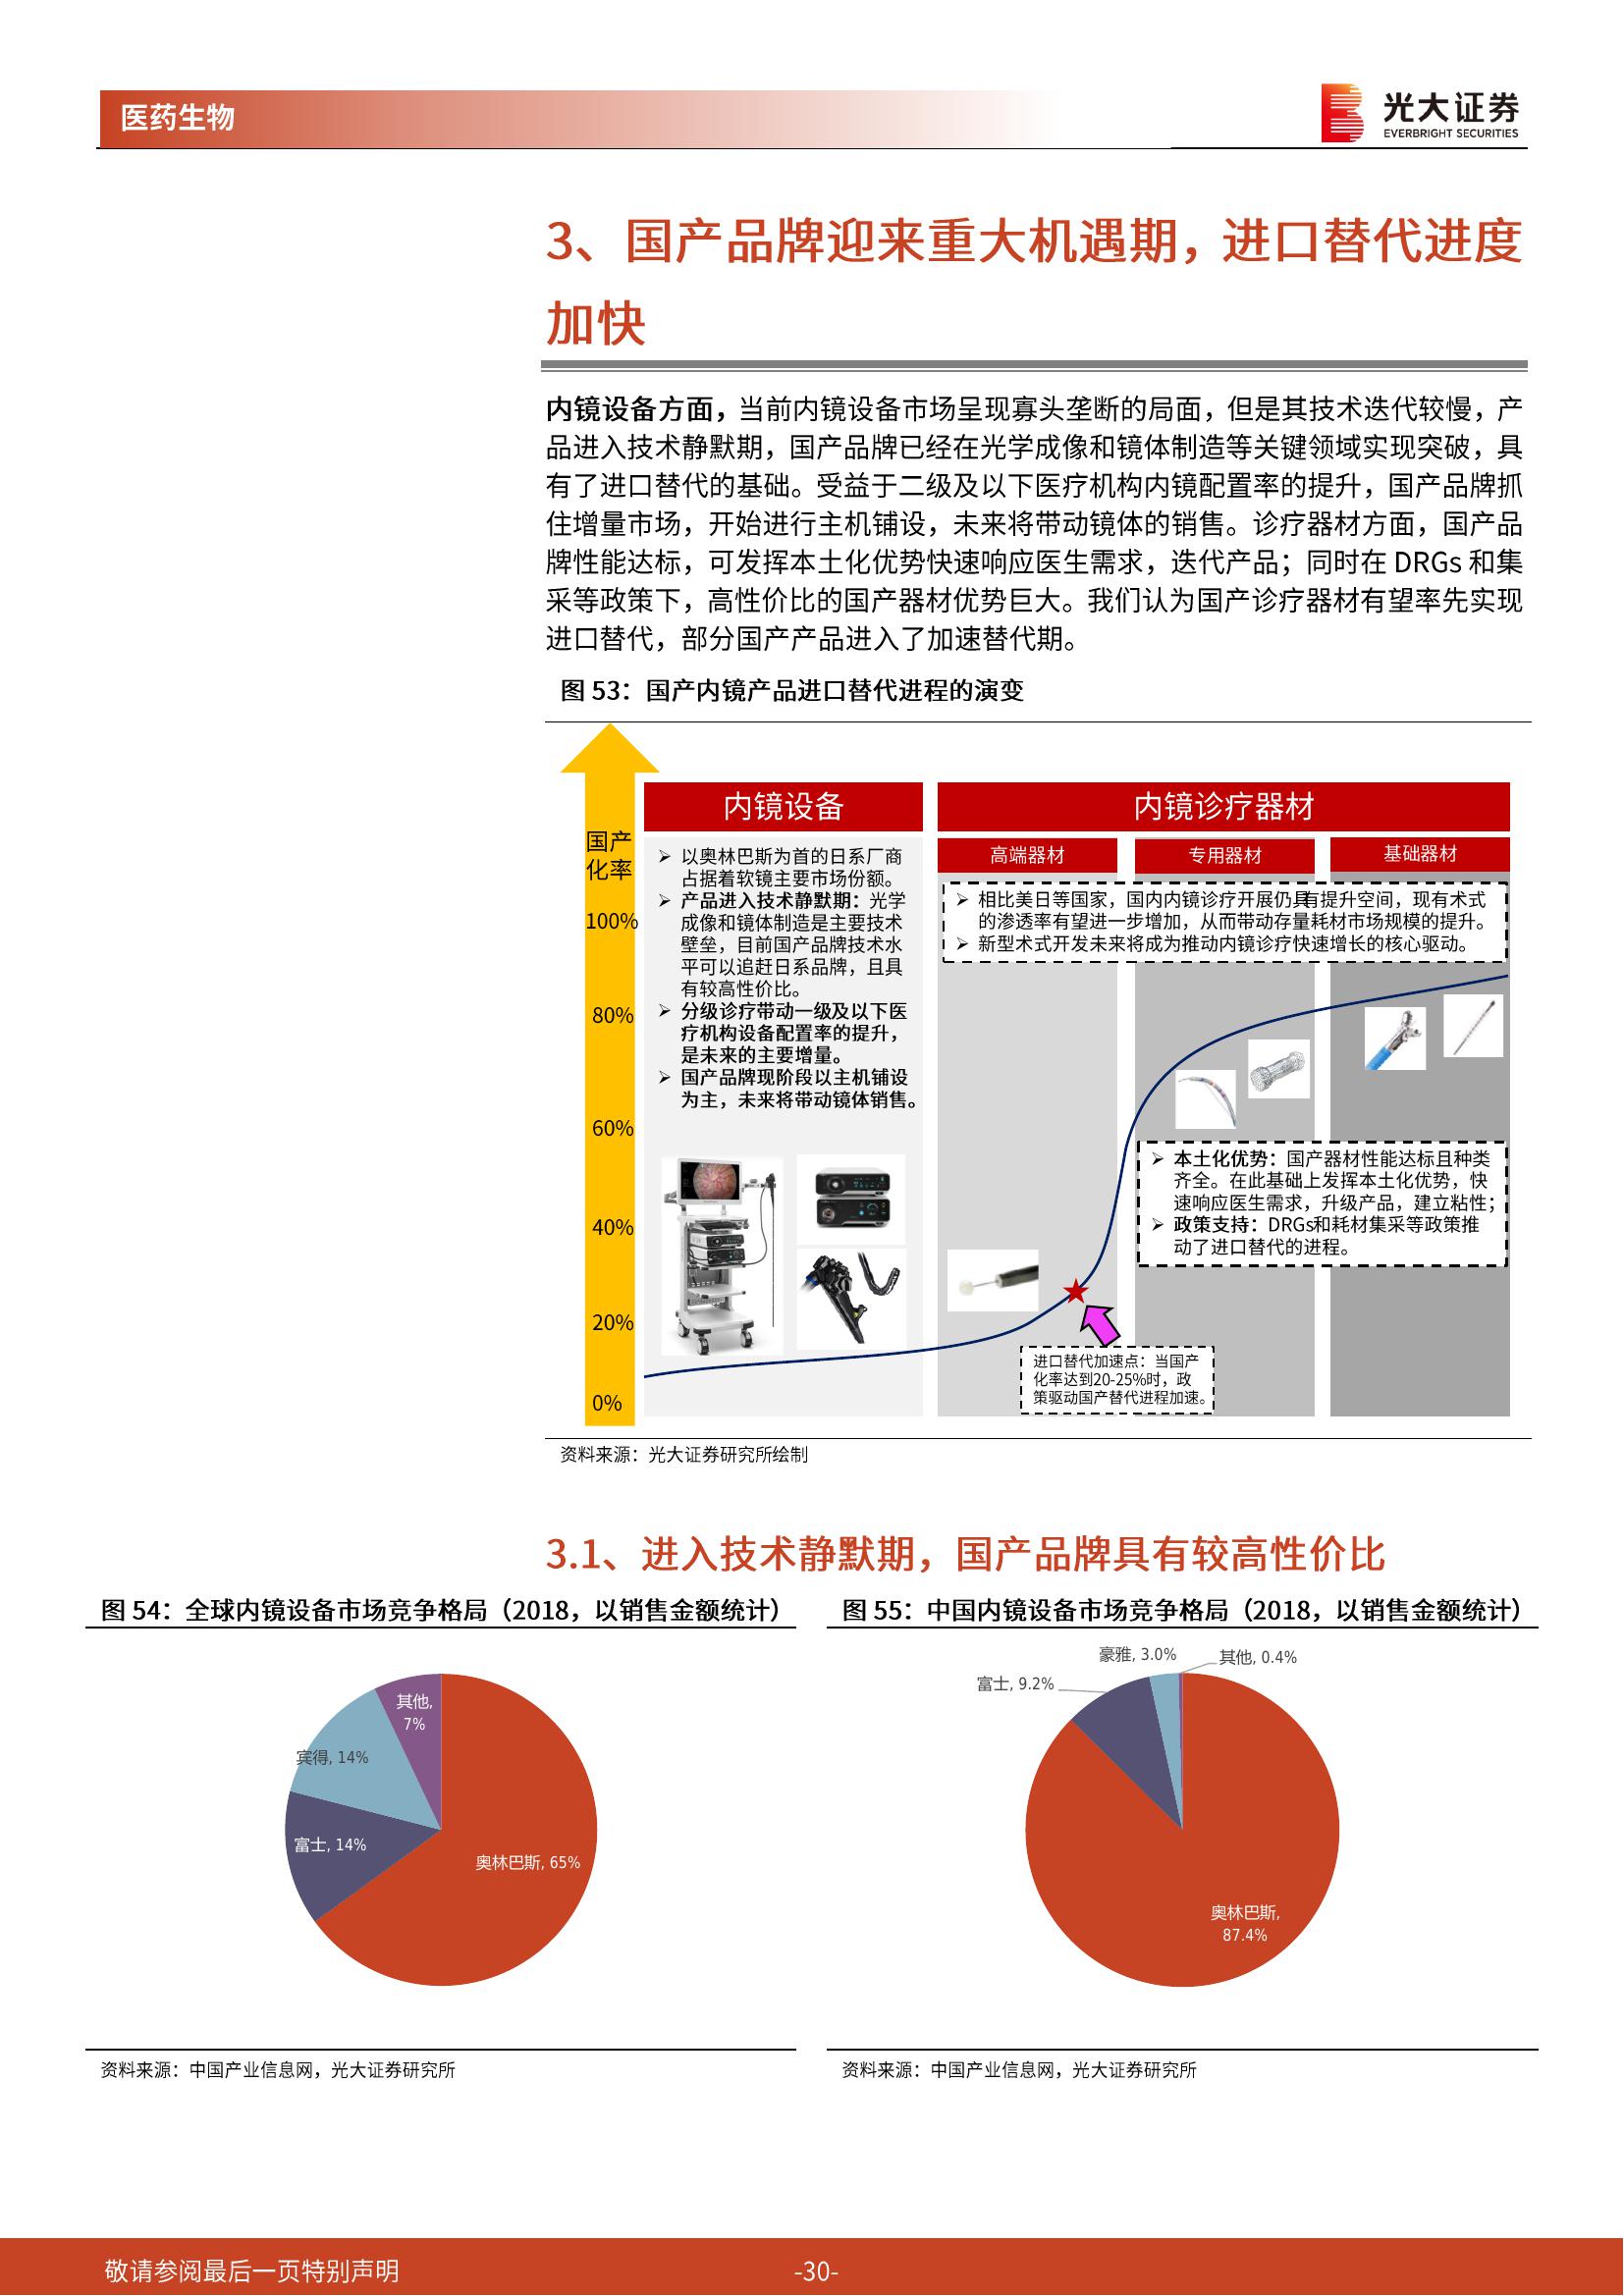 医药生物
光大证券
EVERBRIGHT SECURITIES
3、国产品牌迎来重大机遇期，进口替代进度
加快
内镜设备方面，当前内镜设备市场呈现寡头垄断的局面，但是其技术迭代较慢，产
品进入技术静默期，国产品牌已经在光学成像和镜体制造等关键领域实现突破，具
有了进口替代的基础。受益于二级及以下医疗机构内镜配置率的提升，国产品牌抓
住增量市场，开始进行主机铺设，未来将带动镜体的销售。诊疗器材方面，国产品
牌性能达标，可发挥本土化优势快速响应医生需求，迭代产品；同时在 DRGs 和集
采等政策下，高性价比的国产器材优势巨大。我们认为国产诊疗器材有望率先实现
进口替代，部分国产产品进入了加速替代期。
图 53：国产内镜产品进口替代进程的演变
国产
化率
100%
80%
60%
40%
20%
0%
内镜设备
➢ 以奥林巴斯为首的日系厂商
占据着软镜主要市场份额。
➢ 产品进入技术静默期：光学
成像和镜体制造是主要技术
壁垒，目前国产品牌技术水
平可以追赶日系品牌，且具
有较高性价比。
➢ 分级诊疗带动一级及以下医
疗机构设备配置率的提升，
是未来的主要增量。
➢ 国产品牌现阶段以主机铺设
为主，未来将带动镜体销售。
内镜诊疗器材
高端器材
专用器材
基础器材
➢ 相比美日等国家，国内内镜诊疗开展仍具有提升空间，现有术式
的渗透率有望进一步增加，从而带动存量耗材市场规模的提升。
➢ 新型术式开发未来将成为推动内镜诊疗快速增长的核心驱动。
➢ 本土化优势：国产器材性能达标且种类
齐全。在此基础上发挥本土化优势，快
速响应医生需求，升级产品，建立粘性；
➢ 政策支持：DRGs和耗材集采等政策推
动了进口替代的进程。
进口替代加速点：当国产
化率达到20-25%时，政
策驱动国产替代进程加速。
资料来源：光大证券研究所绘制
3.1、进入技术静默期，国产品牌具有较高性价比
图 54：全球内镜设备市场竞争格局（2018，以销售金额统计）
其他,
7%
宾得, 14%
富士, 14%
奥林巴斯, 65%
资料来源：中国产业信息网，光大证券研究所
图 55：中国内镜设备市场竞争格局（2018，以销售金额统计）
豪雅, 3.0%
其他, 0.4%
富士, 9.2%
奥林巴斯,
87.4%
资料来源：中国产业信息网，光大证券研究所
敬请参阅最后一页特别声明
-30-